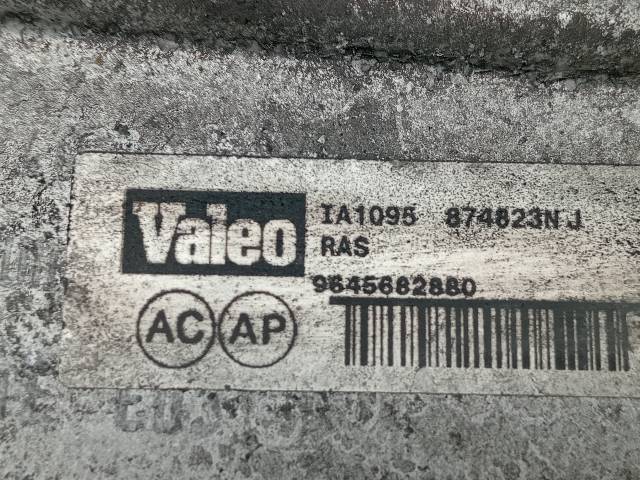 Valeo
IA1095 874823N J
RAS
9645682880
AC AP